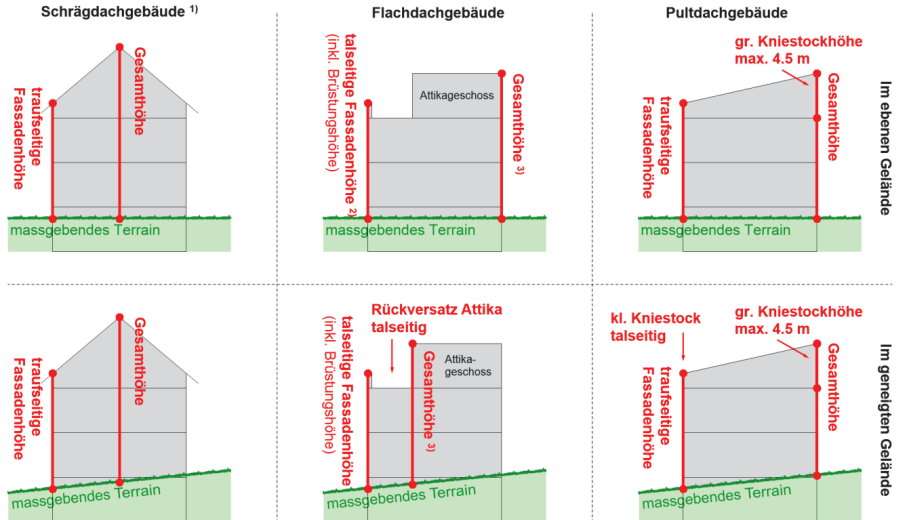 Schrägdachgebäude 1)
Flachdachgebäude
Pultdachgebäude
traufseitige
Fassadenhöhe
Gesamthöhe
massgebendes Terrain
talseitige Fassadenhöhe 2)
(inkl. Brüstungshöhe)
Attikageschoss
Gesamthöhe 3)
massgebendes Terrain
gr. Kniestockhöhe
max. 4.5 m
traufseitige
Fassadenhöhe
Gesamthöhe
massgebendes Terrain
Im ebenen Gelände
traufseitige
Fassadenhöhe
Gesamthöhe
massgebendes Terrain
Rückversatz Attika
talseitig
talseitige Fassadenhöhe
(inkl. Brüstungshöhe)
Gesamthöhe 3)
Attika-
geschoss
massgebendes Terrain
kl. Kniestock
talseitig
gr. Kniestockhöhe
max. 4.5 m
traufseitige
Fassadenhöhe
Gesamthöhe
massgebendes Terrain
Im geneigten Gelände